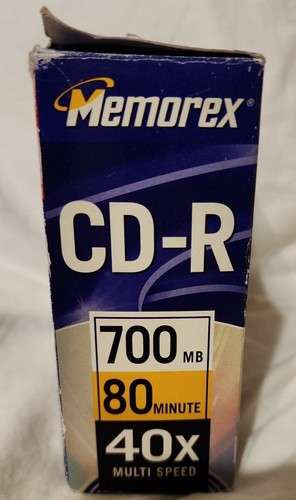 Memorex®
CD-R
700 MB
80 MINUTE
40x
MULTI SPEED